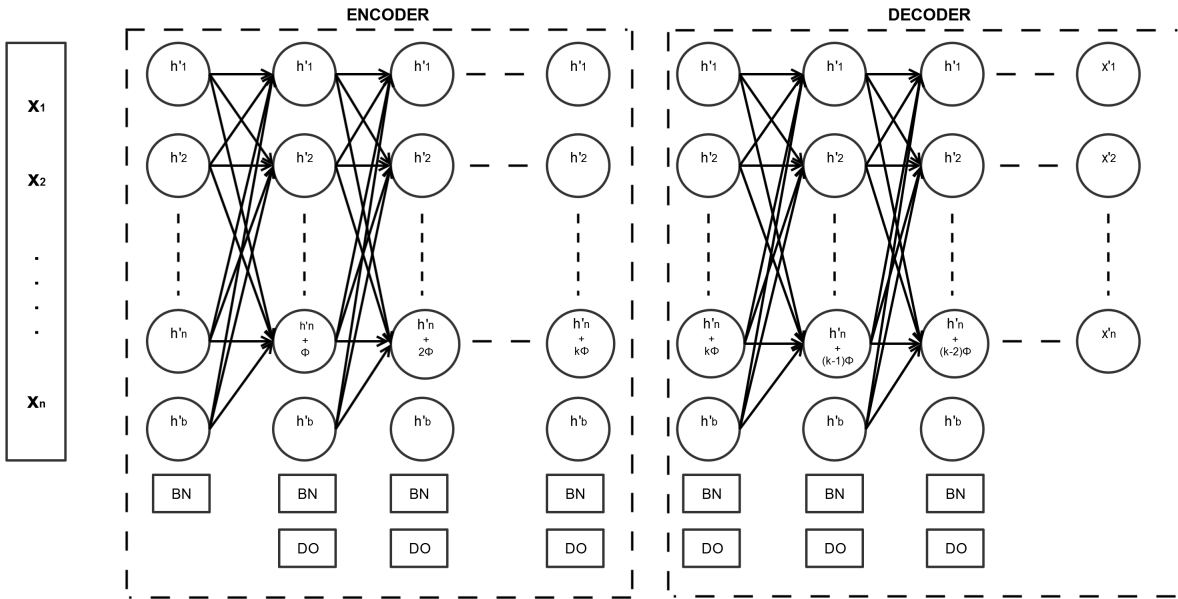 ENCODER DECODER
h'1 h'1 h'1 h'1 h'1 h'1 h'1 x'1
x1
h'2 h'2 h'2 h'2 h'2 h'2 h'2 x'2
x2
.
.
.
.
h'n h'n + Φ h'n + 2Φ h'n + kΦ h'n + kΦ h'n + (k-1)Φ h'n + (k-2)Φ x'n
xn
h'b h'b h'b h'b h'b h'b h'b
BN BN BN BN BN BN BN
DO DO DO DO DO DO